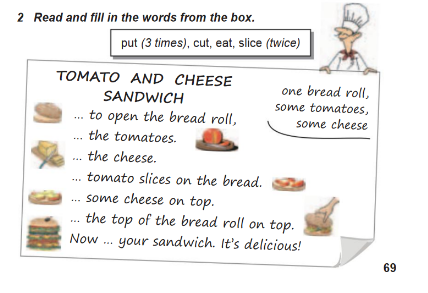 2 Read and fill in the words from the box.
put (3 times), cut, eat, slice (twice)
TOMATO AND CHEESE
SANDWICH
one bread roll,
some tomatoes,
some cheese
... to open the bread roll,
... the tomatoes.
... the cheese.
... tomato slices on the bread.
... some cheese on top.
... the top of the bread roll on top.
Now ... your sandwich. It's delicious!
69